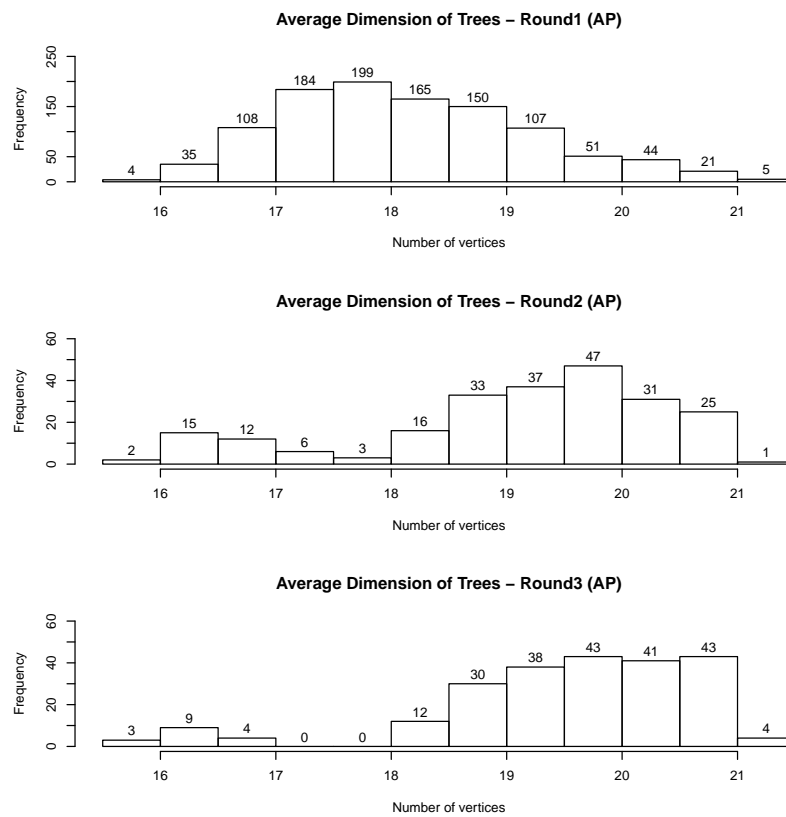 Average Dimension of Trees – Round1 (AP)
Frequency
0 50 150 250
4 35 108 184 199 165 150 107 51 44 21 5
16 17 18 19 20 21
Number of vertices
Average Dimension of Trees – Round2 (AP)
Frequency
0 20 40 60
2 15 12 6 3 16 33 37 47 31 25 1
16 17 18 19 20 21
Number of vertices
Average Dimension of Trees – Round3 (AP)
Frequency
0 20 40 60
3 9 4 0 0 12 30 38 43 41 43 4
16 17 18 19 20 21
Number of vertices